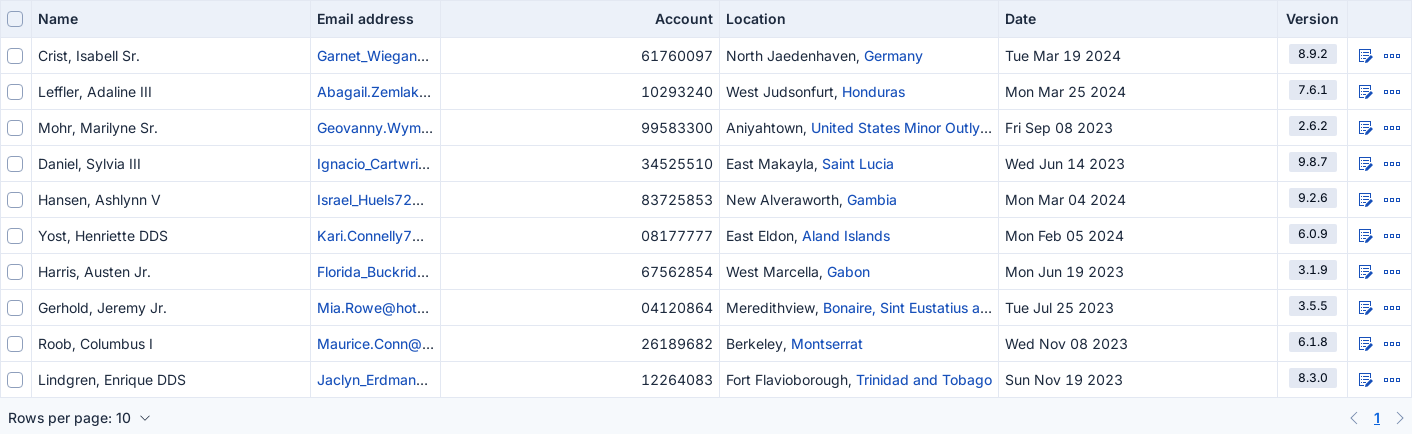 Name Email address Account Location Date Version
Crist, Isabell Sr. Garnet_Wiegan... 61760097 North Jaedenhaven, Germany Tue Mar 19 2024 8.9.2
Leffler, Adaline III Abagail.Zemlak... 10293240 West Judsonfurt, Honduras Mon Mar 25 2024 7.6.1
Mohr, Marilyne Sr. Geovanny.Wym... 99583300 Aniyahtown, United States Minor Outly... Fri Sep 08 2023 2.6.2
Daniel, Sylvia III Ignacio_Cartwri... 34525510 East Makayla, Saint Lucia Wed Jun 14 2023 9.8.7
Hansen, Ashlynn V Israel_Huels72... 83725853 New Alveraworth, Gambia Mon Mar 04 2024 9.2.6
Yost, Henriette DDS Kari.Connelly7... 08177777 East Eldon, Aland Islands Mon Feb 05 2024 6.0.9
Harris, Austen Jr. Florida_Buckrid... 67562854 West Marcella, Gabon Mon Jun 19 2023 3.1.9
Gerhold, Jeremy Jr. Mia.Rowe@hot... 04120864 Meredithview, Bonaire, Sint Eustatius a... Tue Jul 25 2023 3.5.5
Roob, Columbus I Maurice.Conn@... 26189682 Berkeley, Montserrat Wed Nov 08 2023 6.1.8
Lindgren, Enrique DDS Jaclyn_Erdman... 12264083 Fort Flavioborough, Trinidad and Tobago Sun Nov 19 2023 8.3.0
Rows per page: 10 1